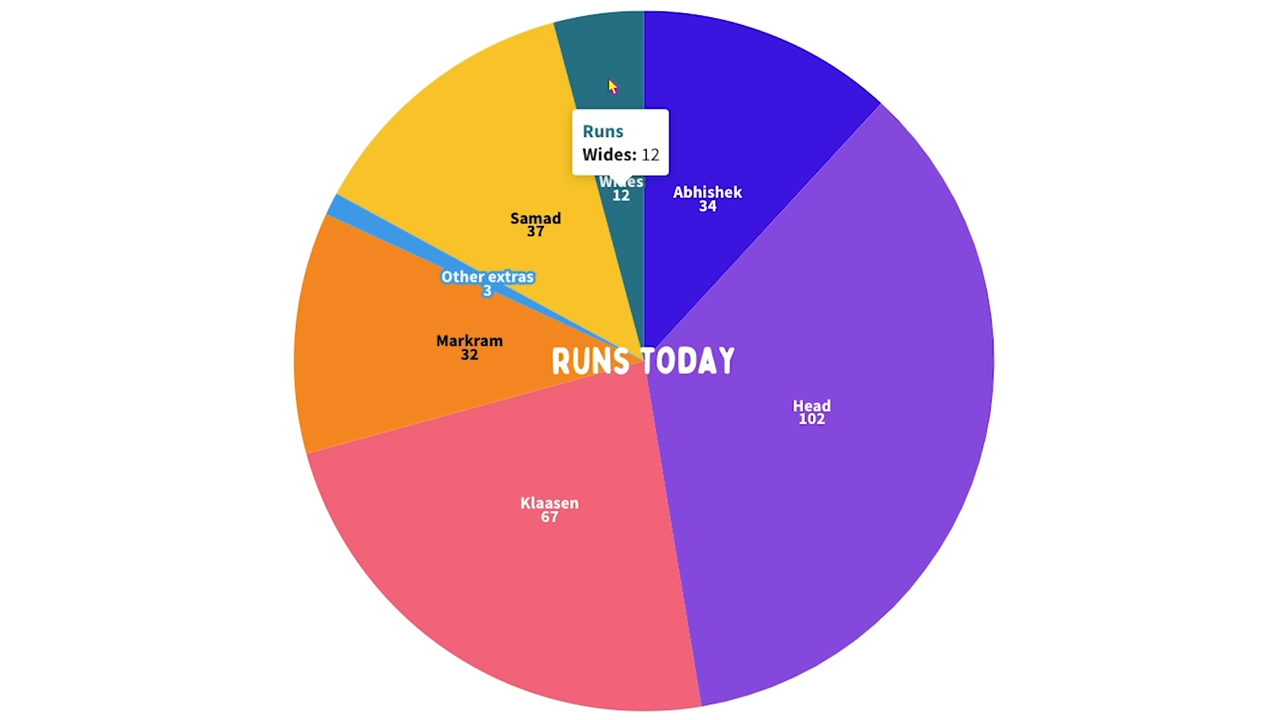 Runs
Wides: 12
Wides
12
Abhishek
34
Samad
37
Other extras
3
Markram
32
RUNS TODAY
Head
102
Klaasen
67